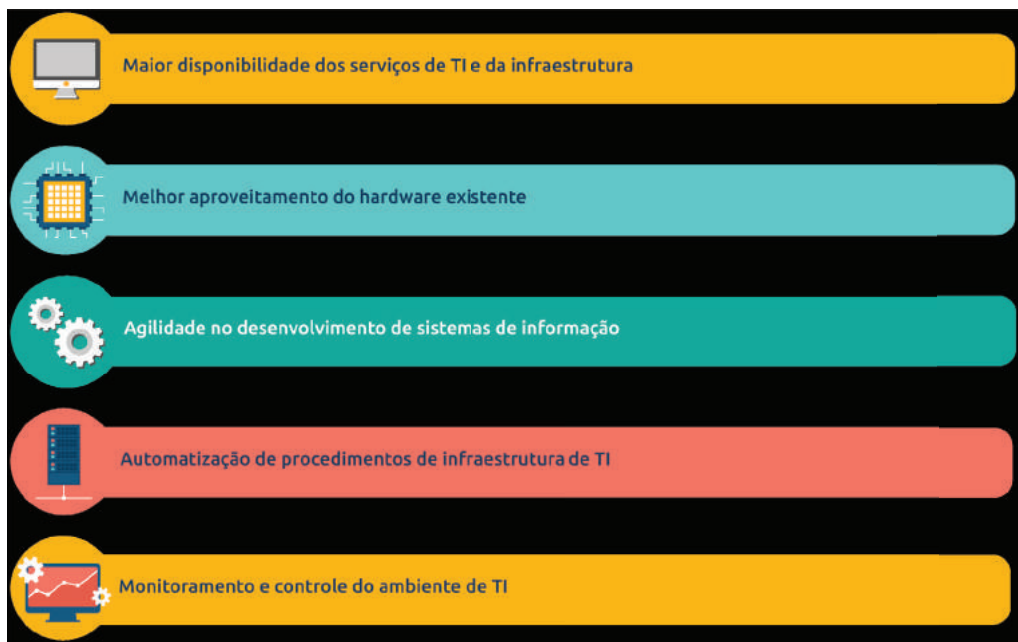 Maior disponibilidade dos serviços de TI e da infraestrutura
Melhor aproveitamento do hardware existente
Agilidade no desenvolvimento de sistemas de informação
Automatização de procedimentos de infraestrutura de TI
Monitoramento e controle do ambiente de TI